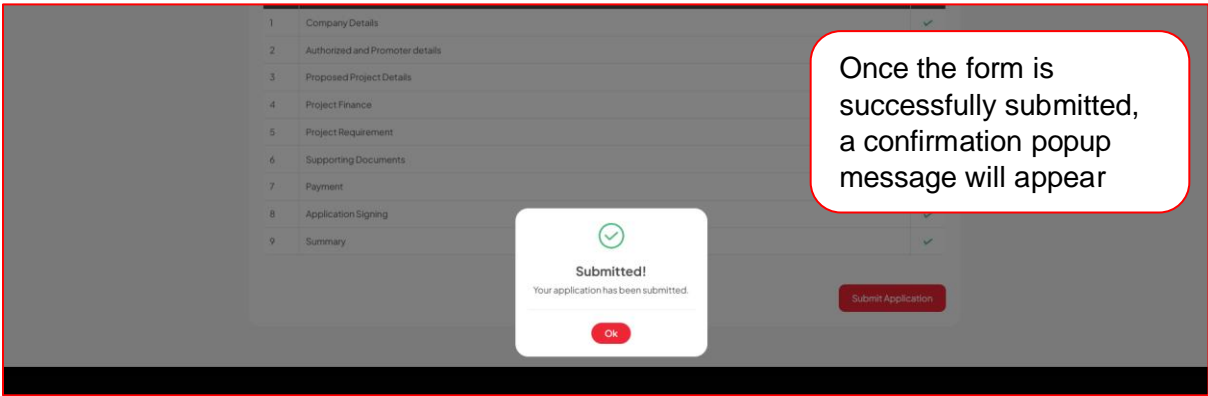 1 Company Details
2 Authorized and Promoter details
3 Proposed Project Details
4 Project Finance
5 Project Requirement
6 Supporting Documents
7 Payment
8 Application Signing
9 Summary
Once the form is
successfully submitted,
a confirmation popup
message will appear
Submitted!
Your application has been submitted.
Ok
Submit Application